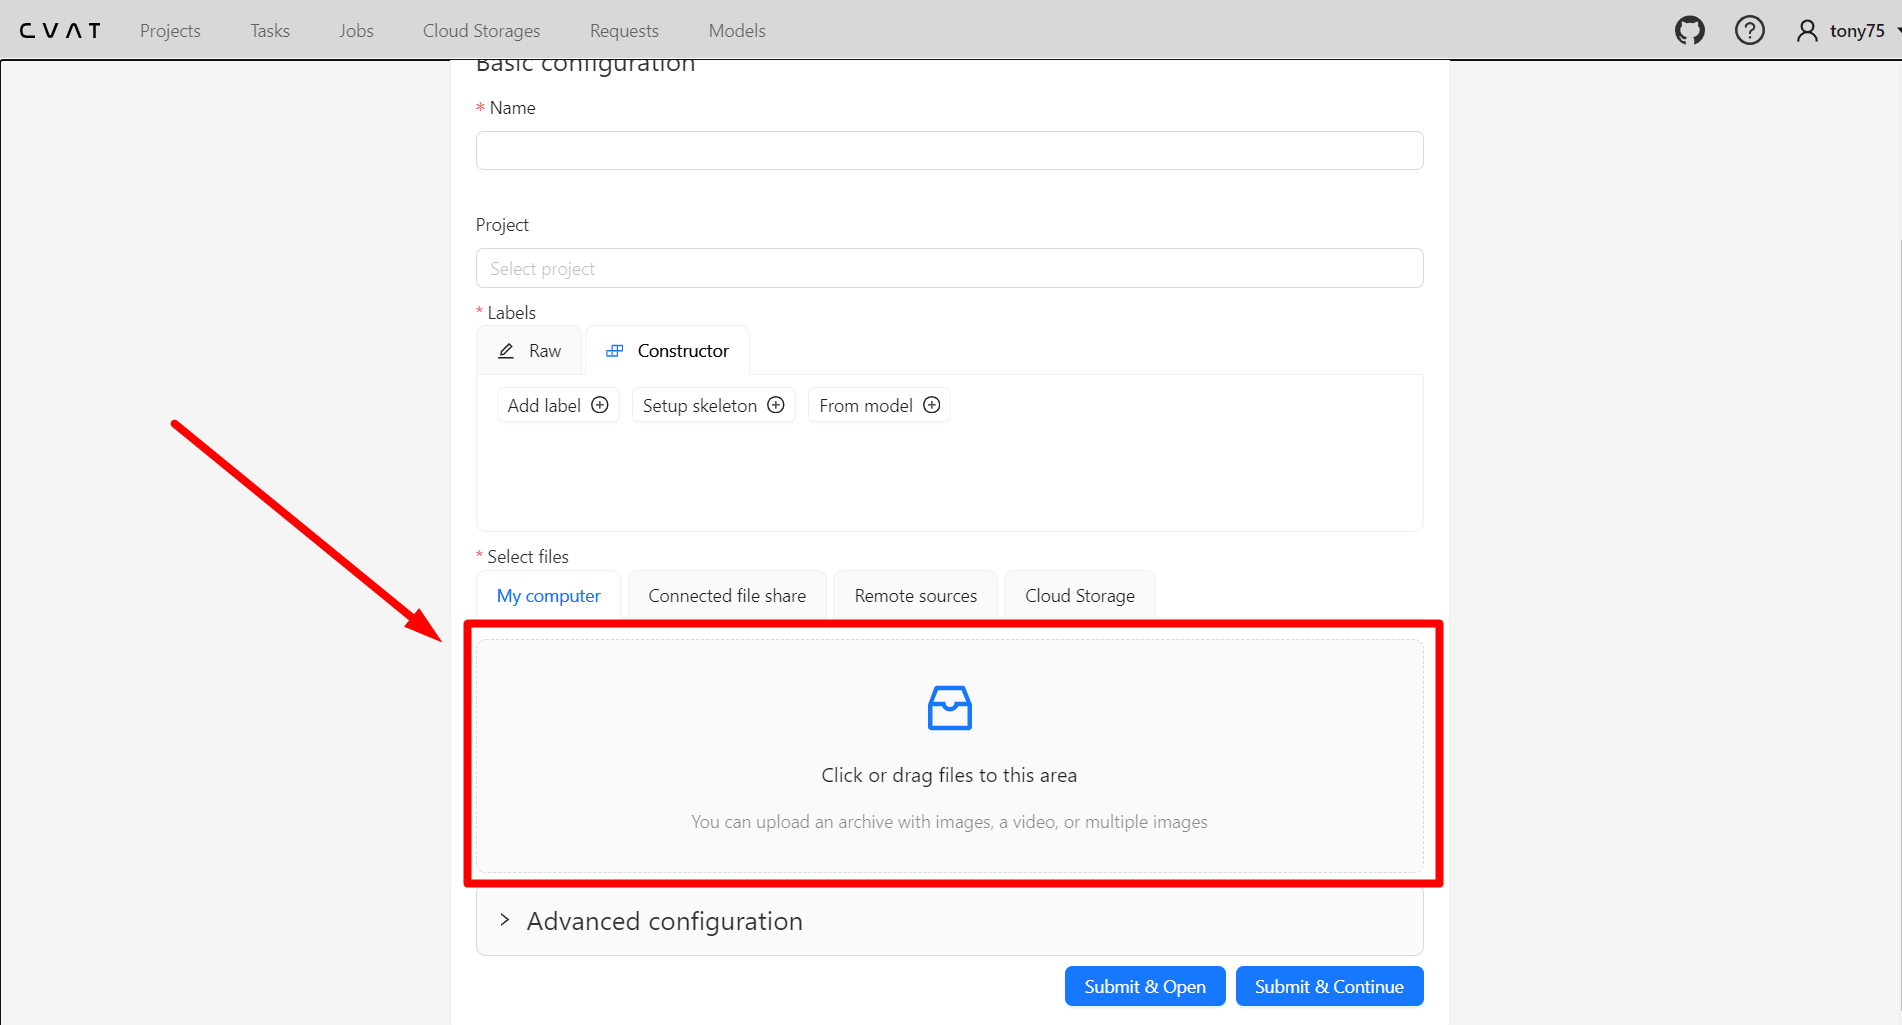 CVAT Projects Tasks Jobs Cloud Storages Requests Models tony75
Basic configuration
* Name
Project
Select project
* Labels
Raw Constructor
Add label Setup skeleton From model
* Select files
My computer Connected file share Remote sources Cloud Storage
Click or drag files to this area
You can upload an archive with images, a video, or multiple images
> Advanced configuration
Submit & Open Submit & Continue